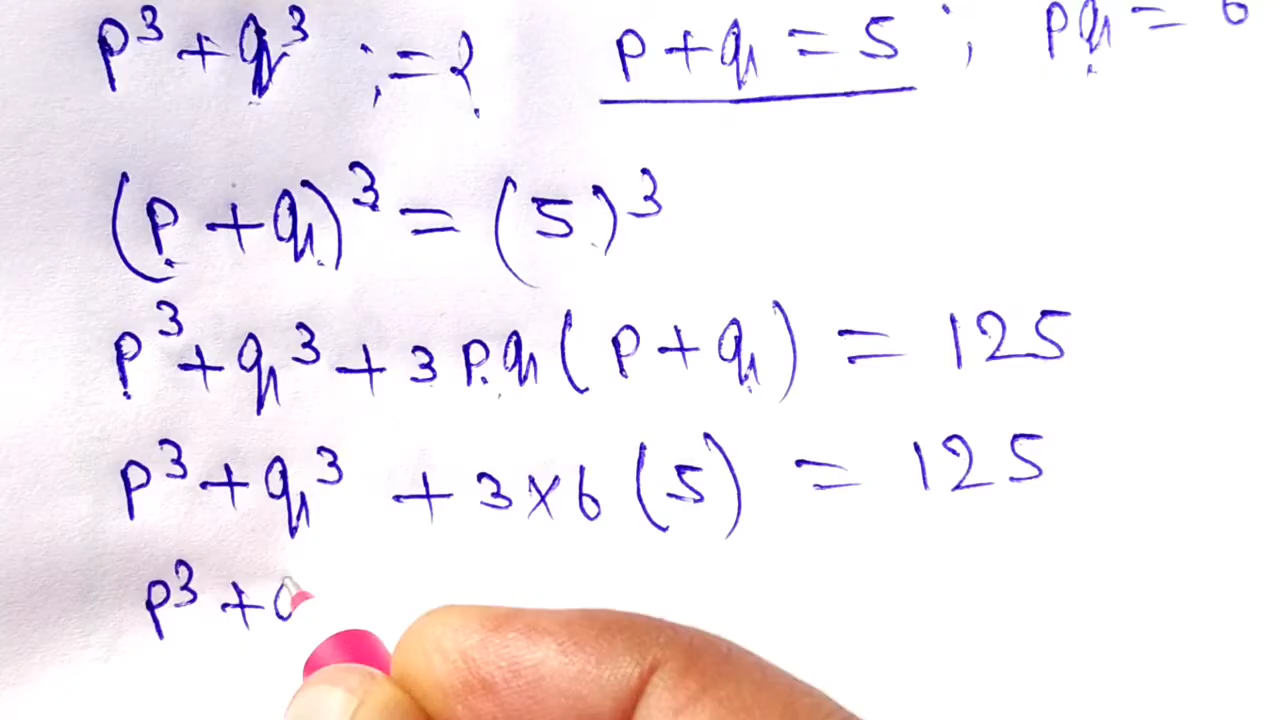 p³ + q³ ; = ? p + q = 5 ; pq = 6
(p + q)³ = (5)³
p³ + q³ + 3pq(p + q) = 125
p³ + q³ + 3×6(5) = 125
p³ +